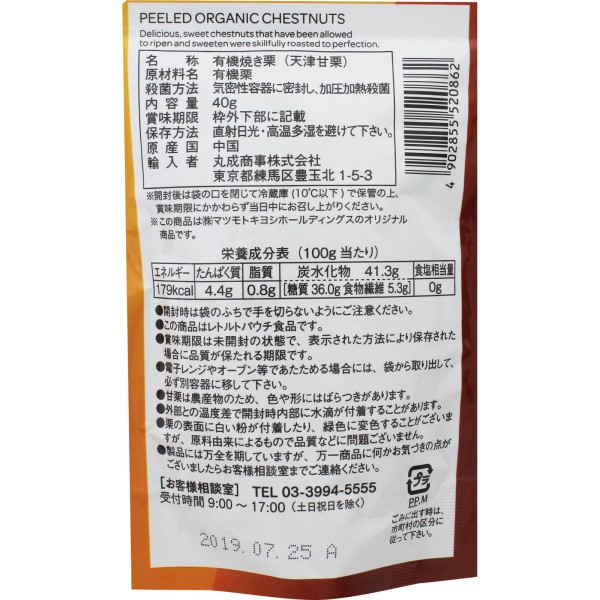 PEELED ORGANIC CHESTNUTS
Delicious, sweet chestnuts that have been allowed
to ripen and sweeten were skillfully roasted to perfection.
名称 有機焼き栗（天津甘栗）
原材料名 有機栗
殺菌方法 気密性容器に密封し、加圧加熱殺菌
内容量 40g
賞味期限 枠外下部に記載
保存方法 直射日光・高温多湿を避けて下さい。
原産国 中国
輸入者 丸成商事株式会社
東京都練馬区豊玉北1-5-3
4 902855 520862
※開封後は袋の口を閉じて冷蔵庫(10℃以下)で保管の上、
賞味期限にかかわらず当日中にお召し上がりください。
※この商品は㈱マツモトキヨシホールディングスのオリジナル
商品です。
栄養成分表（100g当たり）
エネルギー たんぱく質 脂質 炭水化物 41.3g 食塩相当量
179kcal 4.4g 0.8g [糖質 36.0g 食物繊維 5.3g] 0g
●開封時は袋のふちで手を切らないようにご注意ください。
●この商品はレトルトパウチ食品です。
●賞味期限は未開封の状態で、表示された方法により保存された
場合に品質が保たれる期限です。
●電子レンジやオーブン等であたためる場合には、袋から取り出して、
必ず別容器に移して下さい。
●甘栗は農産物のため、色や形にはばらつきがあります。
●外部との温度差で開封時内部に水滴が付着することがあります。
●栗の表面に白い粉が付着したり、緑色に変色することがございま
すが、原料由来によるもので品質などに問題ございません。
●製品には万全を期していますが、万一商品に何かお気づきの点が
ございましたらお客様相談室までご連絡ください。
[お客様相談室] TEL 03-3994-5555
受付時間 9:00～17:00（土日祝日を除く）
プラ
PP,M
ごみに出す時は、
市町村の区分に
従って下さい。
2019.07.25 A